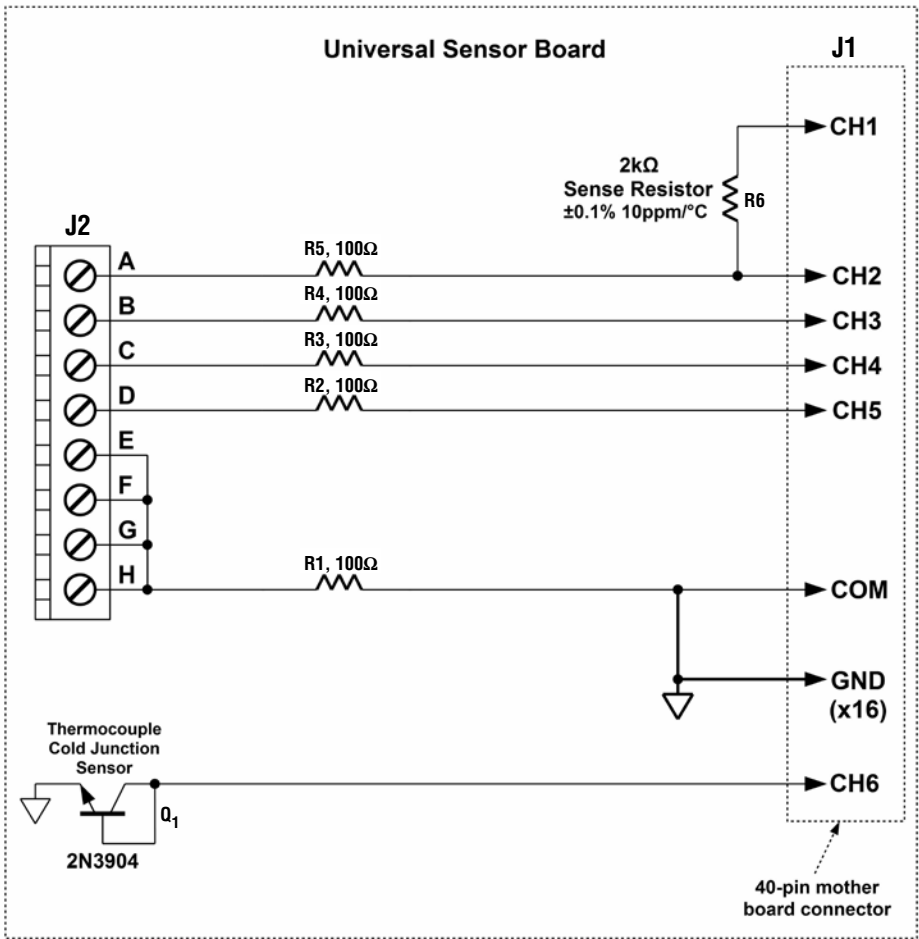 Universal Sensor Board
J1
CH1
2kΩ
Sense Resistor
±0.1% 10ppm/°C
R6
J2
A
R5, 100Ω
CH2
B
R4, 100Ω
CH3
C
R3, 100Ω
CH4
D
R2, 100Ω
CH5
E
F
G
H
R1, 100Ω
COM
GND
(x16)
Thermocouple
Cold Junction
Sensor
CH6
Q1
2N3904
40-pin mother
board connector